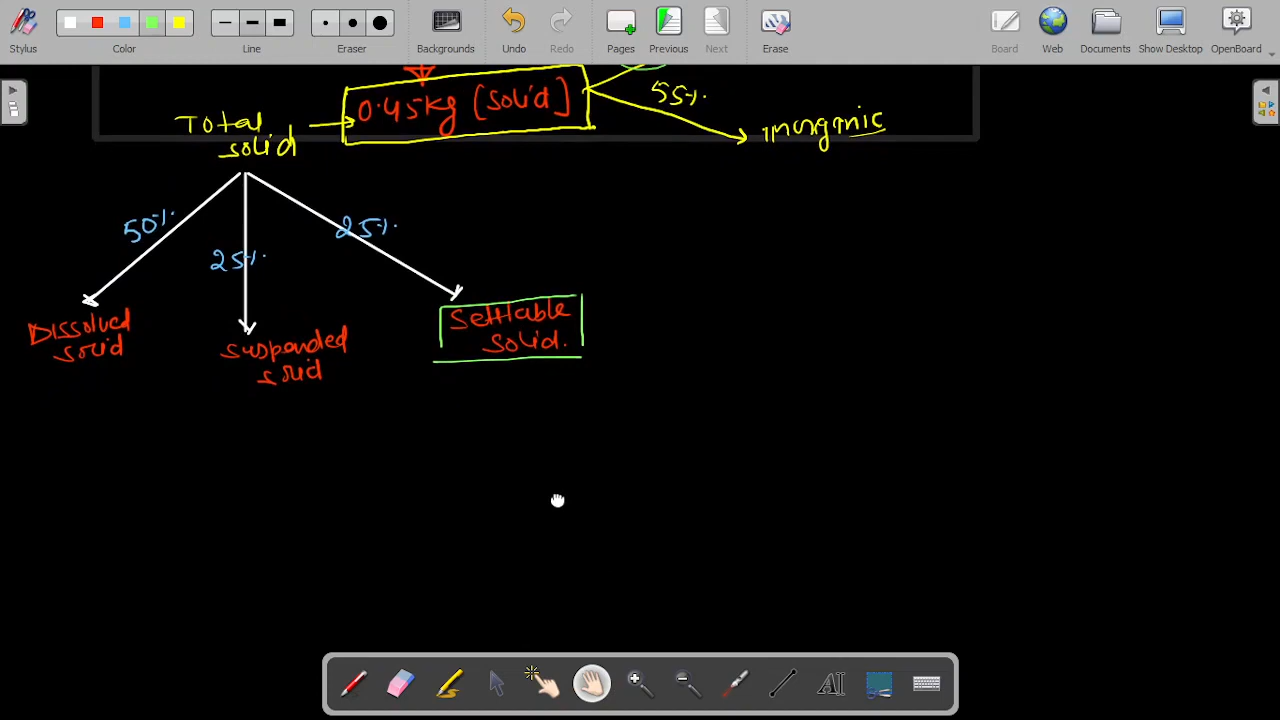 Stylus
Color
Line
Eraser
Backgrounds
Undo
Redo
Pages
Previous
Next
Erase
Board
Web
Documents
Show Desktop
OpenBoard
0.45kg [solid]
55%.
Total
solid
inorganic
50%.
25%.
25%.
Dissolved
solid
suspended
solid
Settlable
solid.